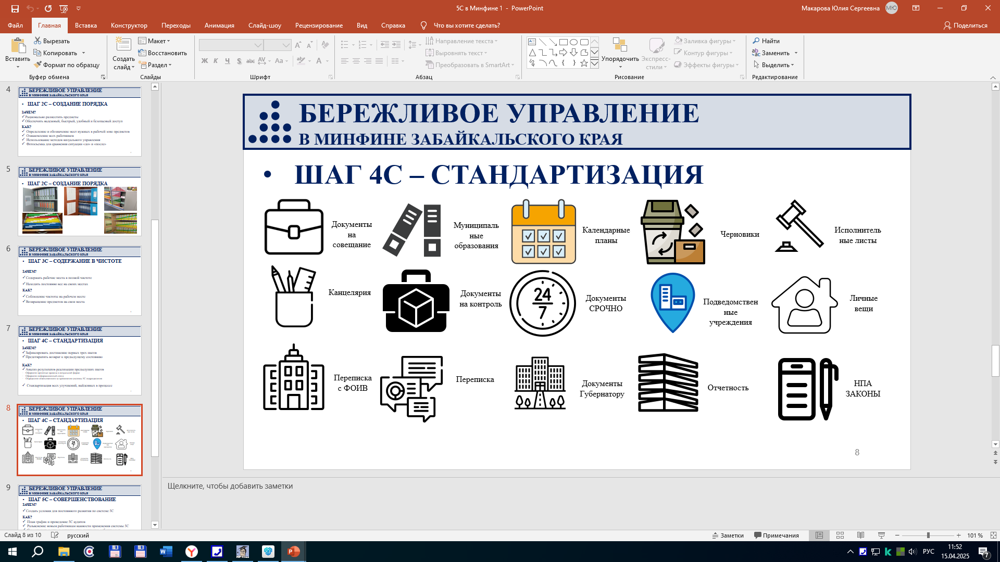 5С в Минфине 1 - PowerPoint
Макарова Юлия Сергеевна
МЮ
Файл
Главная
Вставка
Конструктор
Переходы
Анимация
Слайд-шоу
Рецензирование
Вид
Справка
Что вы хотите сделать?
Поделиться
Вставить
Вырезать
Копировать
Формат по образцу
Буфер обмена
Создать слайд
Макет
Восстановить
Раздел
Слайды
Ж К Ч S abc AV Aa
А
Шрифт
Направление текста
Выровнять текст
Преобразовать в SmartArt
Абзац
Упорядочить
Экспресс-стили
Заливка фигуры
Контур фигуры
Эффекты фигуры
Рисование
Найти
Заменить
Выделить
Редактирование
4
БЕРЕЖЛИВОЕ УПРАВЛЕНИЕ
В МИНФИНЕ ЗАБАЙКАЛЬСКОГО КРАЯ
• ШАГ 2С – СОЗДАНИЕ ПОРЯДКА
ЗАЧЕМ?
✓Рационально разместить предметы
✓Обеспечить надежный, быстрый, удобный и безопасный доступ
КАК?
✓ Определение и обозначение мест нужных в рабочей зоне предметов
✓ Ознакомление всех работников
✓ Использование методов визуального управления
✓ Фотосъемка для сравнения ситуации «до» и «после»
5
БЕРЕЖЛИВОЕ УПРАВЛЕНИЕ
В МИНФИНЕ ЗАБАЙКАЛЬСКОГО КРАЯ
• ШАГ 2С – СОЗДАНИЕ ПОРЯДКА
6
БЕРЕЖЛИВОЕ УПРАВЛЕНИЕ
В МИНФИНЕ ЗАБАЙКАЛЬСКОГО КРАЯ
• ШАГ 3С – СОДЕРЖАНИЕ В ЧИСТОТЕ
ЗАЧЕМ?
✓Содержать рабочие места в полной чистоте
✓Находить постоянно все на своих местах
КАК?
✓Соблюдение чистоты на рабочем месте
✓Возвращение предметов на свои места
7
БЕРЕЖЛИВОЕ УПРАВЛЕНИЕ
В МИНФИНЕ ЗАБАЙКАЛЬСКОГО КРАЯ
• ШАГ 4С – СТАНДАРТИЗАЦИЯ
ЗАЧЕМ?
✓Зафиксировать достижение первых трех шагов
✓Предотвратить возврат к предыдущему состоянию
КАК?
✓Анализ результатов реализации предыдущих шагов
✓ Стандартизация всех улучшений, найденных в процессе
8
БЕРЕЖЛИВОЕ УПРАВЛЕНИЕ
В МИНФИНЕ ЗАБАЙКАЛЬСКОГО КРАЯ
• ШАГ 4С – СТАНДАРТИЗАЦИЯ
9
БЕРЕЖЛИВОЕ УПРАВЛЕНИЕ
В МИНФИНЕ ЗАБАЙКАЛЬСКОГО КРАЯ
• ШАГ 5С – СОВЕРШЕНСТВОВАНИЕ
ЗАЧЕМ?
✓Создать условия для постоянного развития по системе 5С
КАК?
✓ План график и проведение 5С аудитов
✓ Разъяснение новым работникам важности применения системы 5С
БЕРЕЖЛИВОЕ УПРАВЛЕНИЕ
В МИНФИНЕ ЗАБАЙКАЛЬСКОГО КРАЯ
• ШАГ 4С – СТАНДАРТИЗАЦИЯ
Документы
на
совещание
Муниципаль
ные
образования
Календарные
планы
Черновики
Исполнитель
ные листы
Канцелярия
Документы
на контроль
24
7
Документы
СРОЧНО
Подведомствен
ные
учреждения
Личные
вещи
Переписка
с ФОИВ
Переписка
Документы
Губернатору
Отчетность
НПА
ЗАКОНЫ
8
Щелкните, чтобы добавить заметки
Слайд 8 из 10
русский
Заметки
Примечания
101 %
РУС
11:52
15.04.2025
7